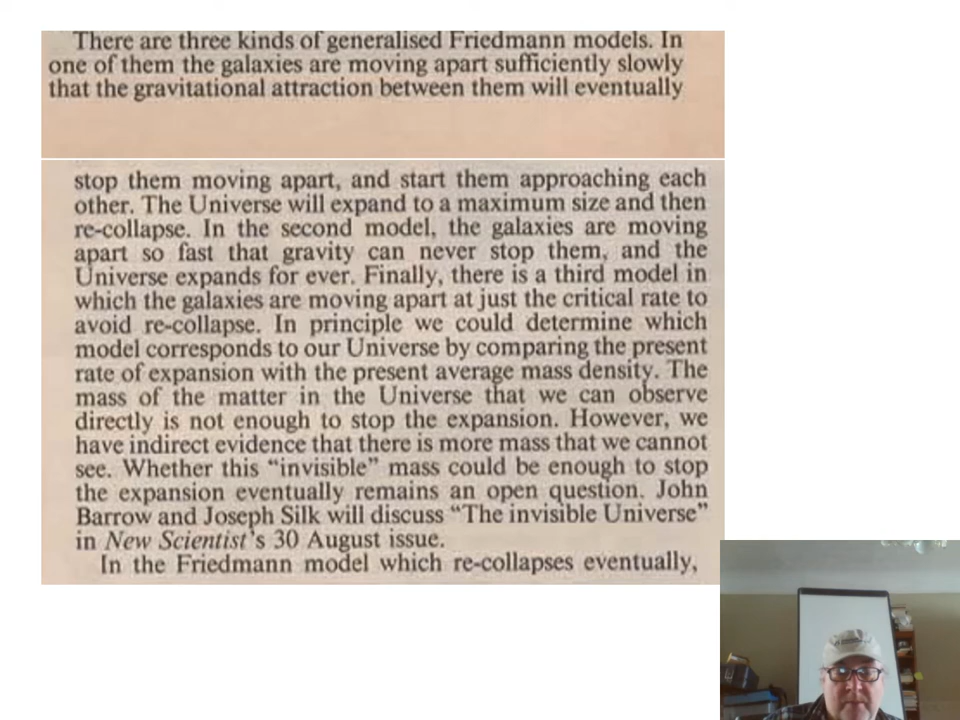 There are three kinds of generalised Friedmann models. In
one of them the galaxies are moving apart sufficiently slowly
that the gravitational attraction between them will eventually
stop them moving apart, and start them approaching each
other. The Universe will expand to a maximum size and then
re-collapse. In the second model, the galaxies are moving
apart so fast that gravity can never stop them, and the
Universe expands for ever. Finally, there is a third model in
which the galaxies are moving apart at just the critical rate to
avoid re-collapse. In principle we could determine which
model corresponds to our Universe by comparing the present
rate of expansion with the present average mass density. The
mass of the matter in the Universe that we can observe
directly is not enough to stop the expansion. However, we
have indirect evidence that there is more mass that we cannot
see. Whether this “invisible” mass could be enough to stop
the expansion eventually remains an open question. John
Barrow and Joseph Silk will discuss “The invisible Universe”
in New Scientist's 30 August issue.
In the Friedmann model which re-collapses eventually,